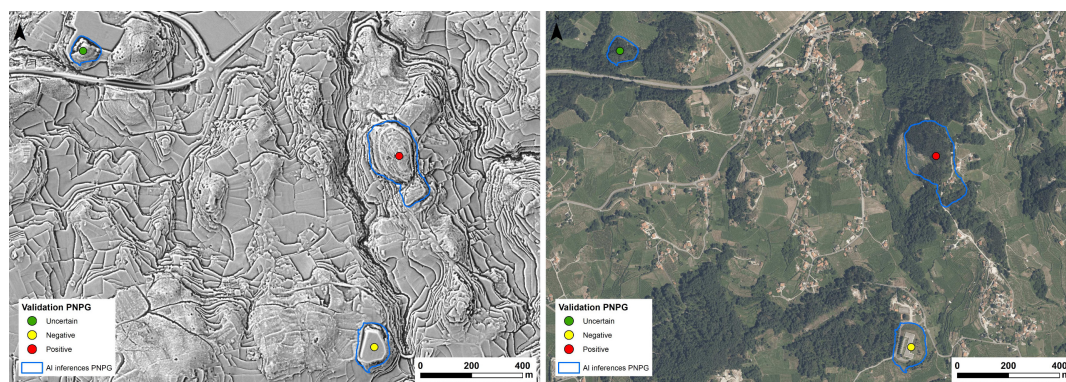 Validation PNPG
Uncertain
Negative
Positive
AI inferences PNPG
0 200 400
m
Validation PNPG
Uncertain
Negative
Positive
AI inferences PNPG
0 200 400
m